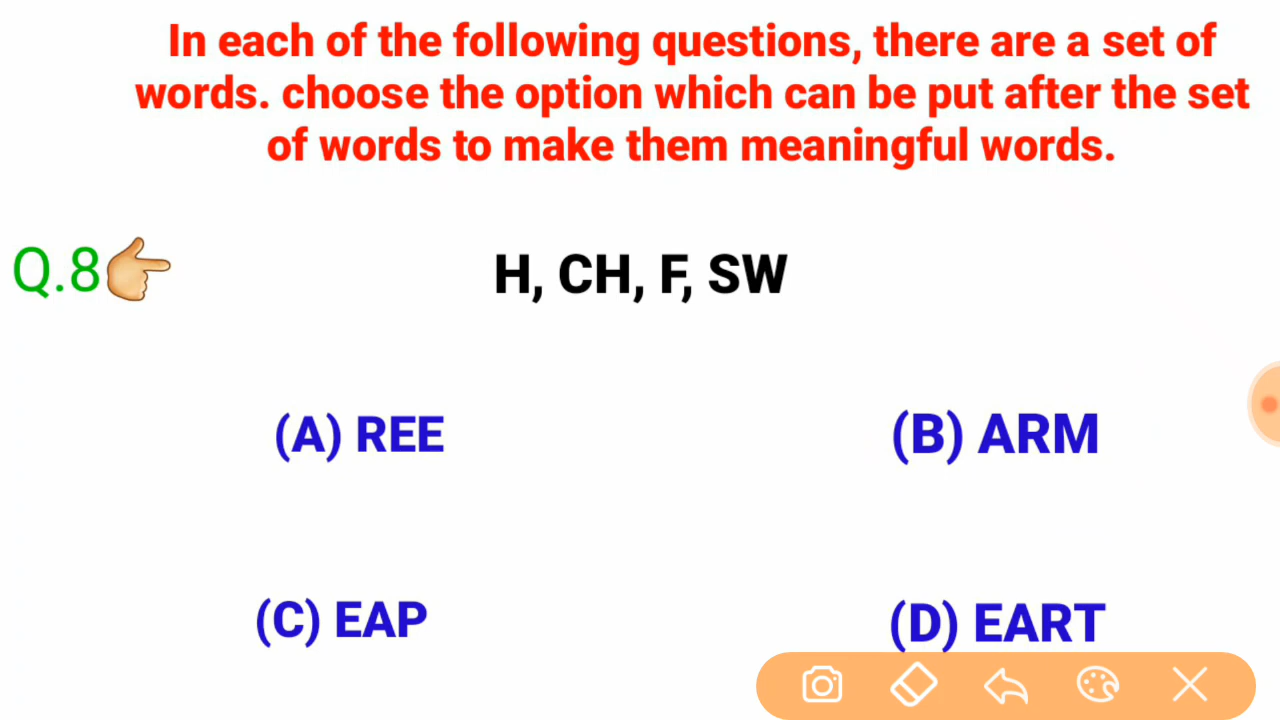 In each of the following questions, there are a set of
words. choose the option which can be put after the set
of words to make them meaningful words.
Q.8
H, CH, F, SW
(A) REE
(B) ARM
(C) EAP
(D) EART